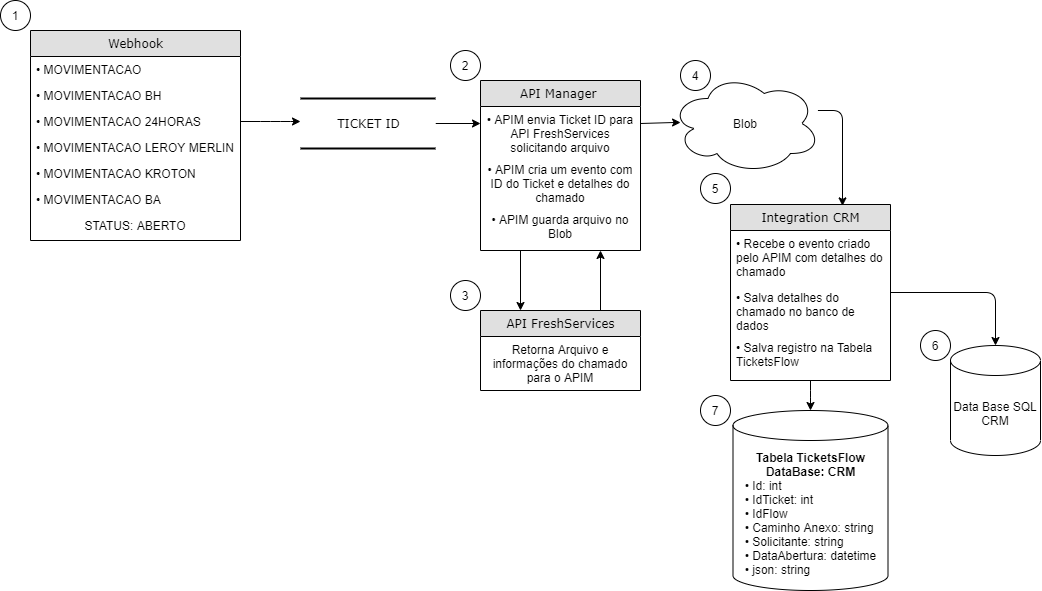 1
Webhook
• MOVIMENTACAO
• MOVIMENTACAO BH
• MOVIMENTACAO 24HORAS
• MOVIMENTACAO LEROY MERLIN
• MOVIMENTACAO KROTON
• MOVIMENTACAO BA
STATUS: ABERTO
TICKET ID
2
API Manager
• APIM envia Ticket ID para
API FreshServices
solicitando arquivo
• APIM cria um evento com
ID do Ticket e detalhes do
chamado
• APIM guarda arquivo no
Blob
3
API FreshServices
Retorna Arquivo e
informações do chamado
para o APIM
4
Blob
5
Integration CRM
• Recebe o evento criado
pelo APIM com detalhes do
chamado
• Salva detalhes do
chamado no banco de
dados
• Salva registro na Tabela
TicketsFlow
6
Data Base SQL
CRM
7
Tabela TicketsFlow
DataBase: CRM
• Id: int
• IdTicket: int
• IdFlow
• Caminho Anexo: string
• Solicitante: string
• DataAbertura: datetime
• json: string